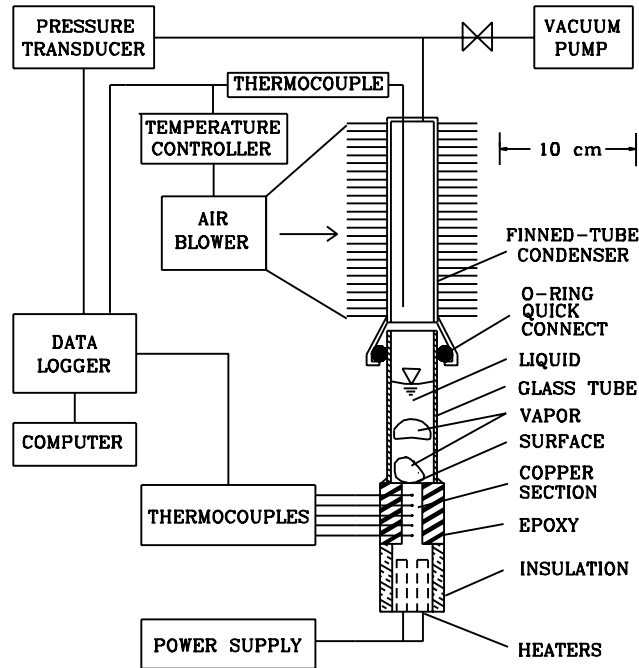 PRESSURE
TRANSDUCER
VACUUM
PUMP
THERMOCOUPLE
TEMPERATURE
CONTROLLER
10 cm
AIR
BLOWER
FINNED-TUBE
CONDENSER
O-RING
QUICK
CONNECT
DATA
LOGGER
LIQUID
GLASS TUBE
VAPOR
COMPUTER
SURFACE
COPPER
SECTION
THERMOCOUPLES
EPOXY
INSULATION
POWER SUPPLY
HEATERS